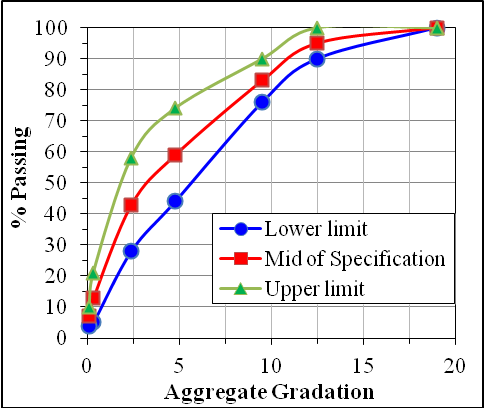 % Passing
100
90
80
70
60
50
40
30
20
10
0
Lower limit
Mid of Specification
Upper limit
0 5 10 15 20
Aggregate Gradation